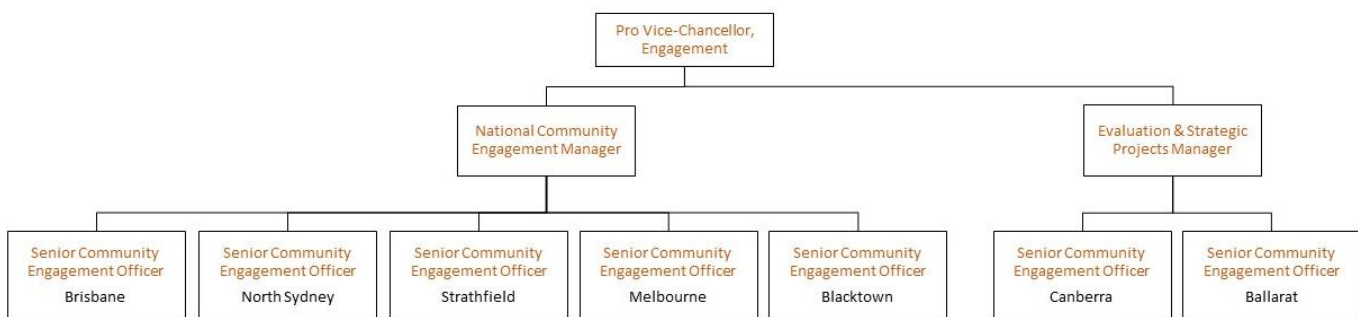 Pro Vice-Chancellor,
Engagement
National Community
Engagement Manager
Evaluation & Strategic
Projects Manager
Senior Community
Engagement Officer
Brisbane
Senior Community
Engagement Officer
North Sydney
Senior Community
Engagement Officer
Strathfield
Senior Community
Engagement Officer
Melbourne
Senior Community
Engagement Officer
Blacktown
Senior Community
Engagement Officer
Canberra
Senior Community
Engagement Officer
Ballarat